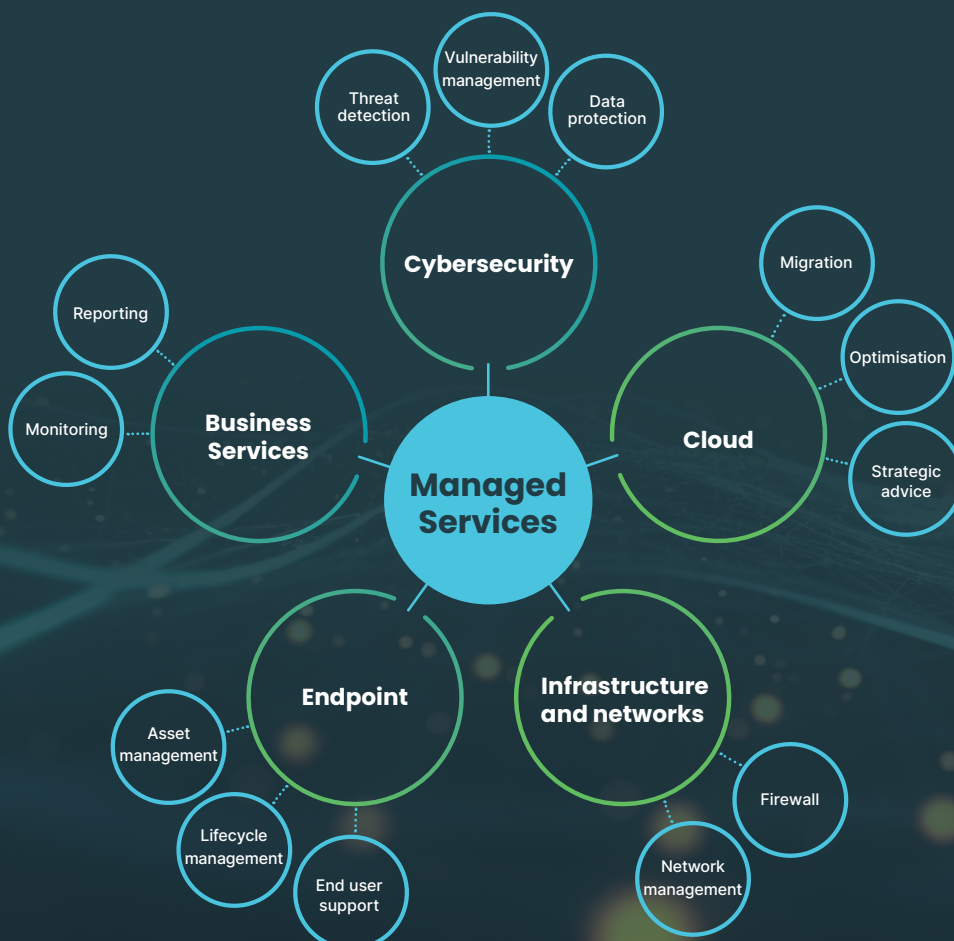 Vulnerability
management
Threat
detection
Data
protection
Cybersecurity
Migration
Optimisation
Strategic
advice
Cloud
Reporting
Monitoring
Business
Services
Managed
Services
Endpoint
Asset
management
Lifecycle
management
End user
support
Infrastructure
and networks
Firewall
Network
management